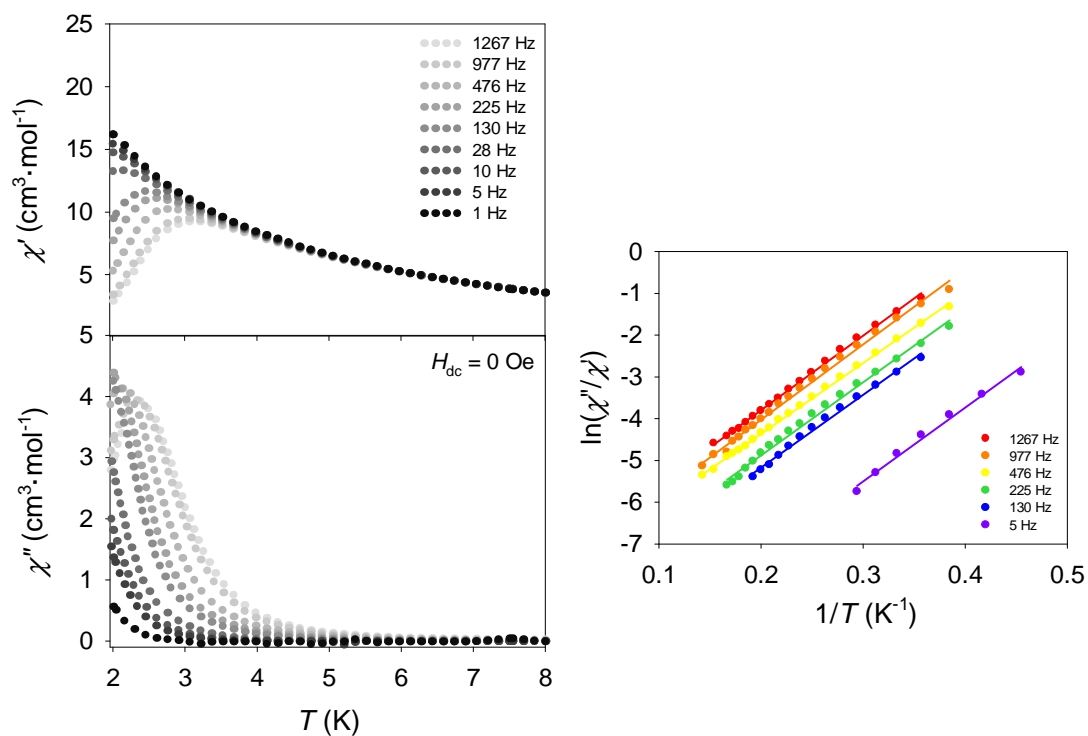 25
20
15
10
5
5
χ′ (cm³·mol⁻¹)
1267 Hz
977 Hz
476 Hz
225 Hz
130 Hz
28 Hz
10 Hz
5 Hz
1 Hz
H_dc = 0 Oe
4
3
2
1
0
χ″ (cm³·mol⁻¹)
2 3 4 5 6 7 8
T (K)
0
-1
-2
-3
-4
-5
-6
-7
ln(χ″/χ′)
1267 Hz
977 Hz
476 Hz
225 Hz
130 Hz
5 Hz
0.1 0.2 0.3 0.4 0.5
1/T (K⁻¹)